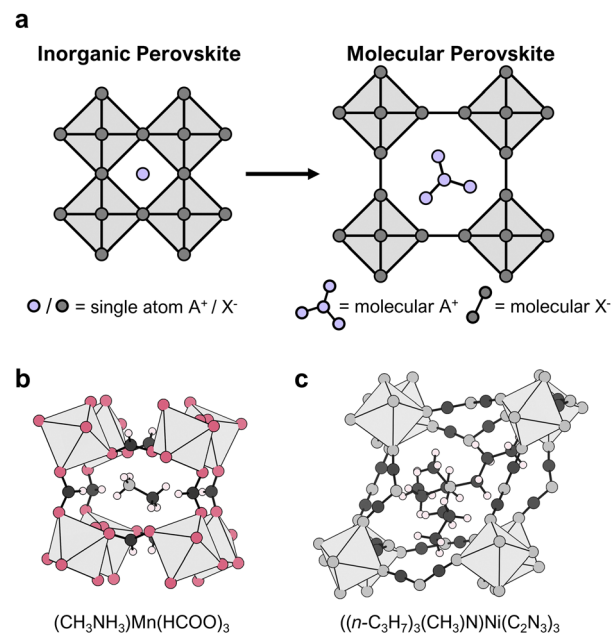 a
Inorganic Perovskite
Molecular Perovskite
/ = single atom A⁺ / X⁻
= molecular A⁺
= molecular X⁻
b
c
(CH₃NH₃)Mn(HCOO)₃
((n-C₃H₇)₃(CH₃)N)Ni(C₂N₃)₃